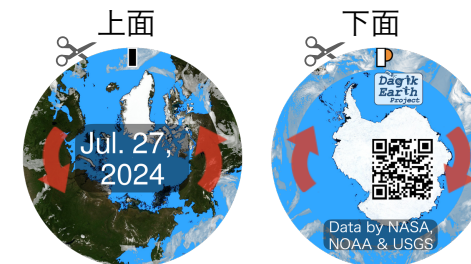 上面
下面
Jul. 27,
2024
Dagik
Earth
Project
Data by NASA,
NOAA & USGS